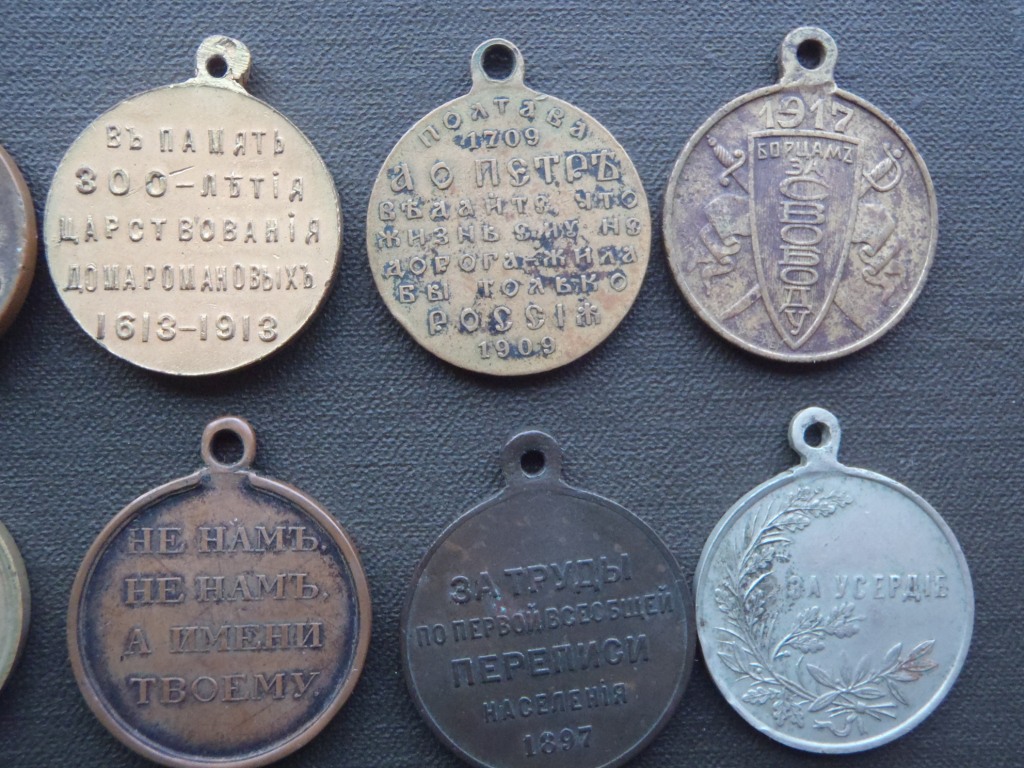 ВЪ ПАМЯТЬ
300-ЛѢТІЯ
ЦАРСТВОВАНІЯ
ДОМА РОМАНОВЫХЪ
1613-1913
ПОЛТАВА
1709
А О ПЕТРѢ
ВѢДАЙТЕ, ЧТО
ЖИЗНЬ ЕМУ НЕ
ДОРОГА-ЖИЛА
БЫ ТОЛЬКО
РОССІЯ
1909
1917
БОРЦАМЪ
ЗА
СВОБОДУ
НЕ НАМЪ,
НЕ НАМЪ,
А ИМЕНИ
ТВОЕМУ.
ЗА ТРУДЫ
ПО ПЕРВОЙ ВСЕОБЩЕЙ
ПЕРЕПИСИ
НАСЕЛЕНІЯ
1897
ЗА УСЕРДІЕ